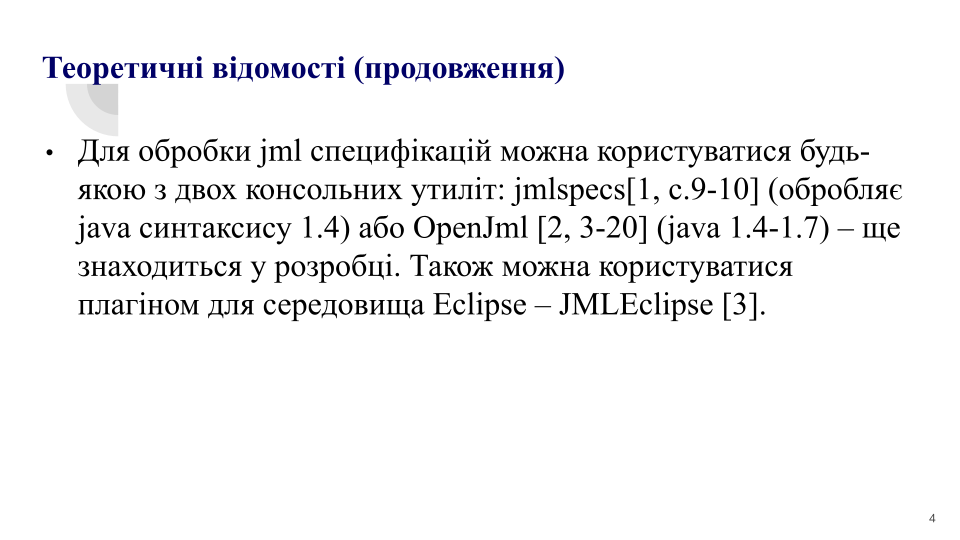 Теоретичні відомості (продовження)
• Для обробки jml специфікацій можна користуватися будь-
якою з двох консольних утиліт: jmlspecs[1, c.9-10] (обробляє
java синтаксису 1.4) або OpenJml [2, 3-20] (java 1.4-1.7) – ще
знаходиться у розробці. Також можна користуватися
плагіном для середовища Eclipse – JMLEclipse [3].
4